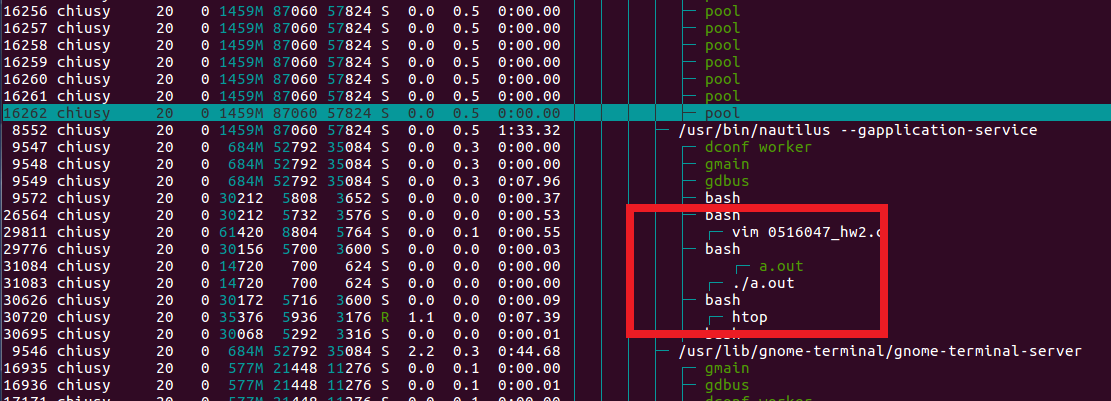 16256 chiusy 20 0 1459M 87060 57824 S 0.0 0.5 0:00.00 pool
16257 chiusy 20 0 1459M 87060 57824 S 0.0 0.5 0:00.00 pool
16258 chiusy 20 0 1459M 87060 57824 S 0.0 0.5 0:00.00 pool
16259 chiusy 20 0 1459M 87060 57824 S 0.0 0.5 0:00.00 pool
16260 chiusy 20 0 1459M 87060 57824 S 0.0 0.5 0:00.00 pool
16261 chiusy 20 0 1459M 87060 57824 S 0.0 0.5 0:00.00 pool
16262 chiusy 20 0 1459M 87060 57824 S 0.0 0.5 0:00.00 pool
8552 chiusy 20 0 1459M 87060 57824 S 0.0 0.5 1:33.32 /usr/bin/nautilus --gapplication-service
9547 chiusy 20 0 684M 52792 35084 S 0.0 0.3 0:00.00 dconf worker
9548 chiusy 20 0 684M 52792 35084 S 0.0 0.3 0:00.00 gmain
9549 chiusy 20 0 684M 52792 35084 S 0.0 0.3 0:07.96 gdbus
9572 chiusy 20 0 30212 5808 3652 S 0.0 0.0 0:00.37 bash
26564 chiusy 20 0 30212 5732 3576 S 0.0 0.0 0:00.53 bash
29811 chiusy 20 0 61420 8804 5764 S 0.0 0.1 0:00.55 vim 0516047_hw2.c
29776 chiusy 20 0 30156 5700 3600 S 0.0 0.0 0:00.03 bash
31084 chiusy 20 0 14720 700 624 S 0.0 0.0 0:00.00 a.out
31083 chiusy 20 0 14720 700 624 S 0.0 0.0 0:00.00 ./a.out
30626 chiusy 20 0 30172 5716 3600 S 0.0 0.0 0:00.09 bash
30720 chiusy 20 0 35376 5936 3176 R 1.1 0.0 0:07.39 htop
30695 chiusy 20 0 30068 5292 3316 S 0.0 0.0 0:00.01 bash
9546 chiusy 20 0 684M 52792 35084 S 2.2 0.3 0:44.68 /usr/lib/gnome-terminal/gnome-terminal-server
16935 chiusy 20 0 577M 21448 11276 S 0.0 0.1 0:00.00 gmain
16936 chiusy 20 0 577M 21448 11276 S 0.0 0.1 0:00.01 gdbus
17171 chiusy 20 0 577M 21448 11276 S 0.0 0.1 0:00.00 dconf worker